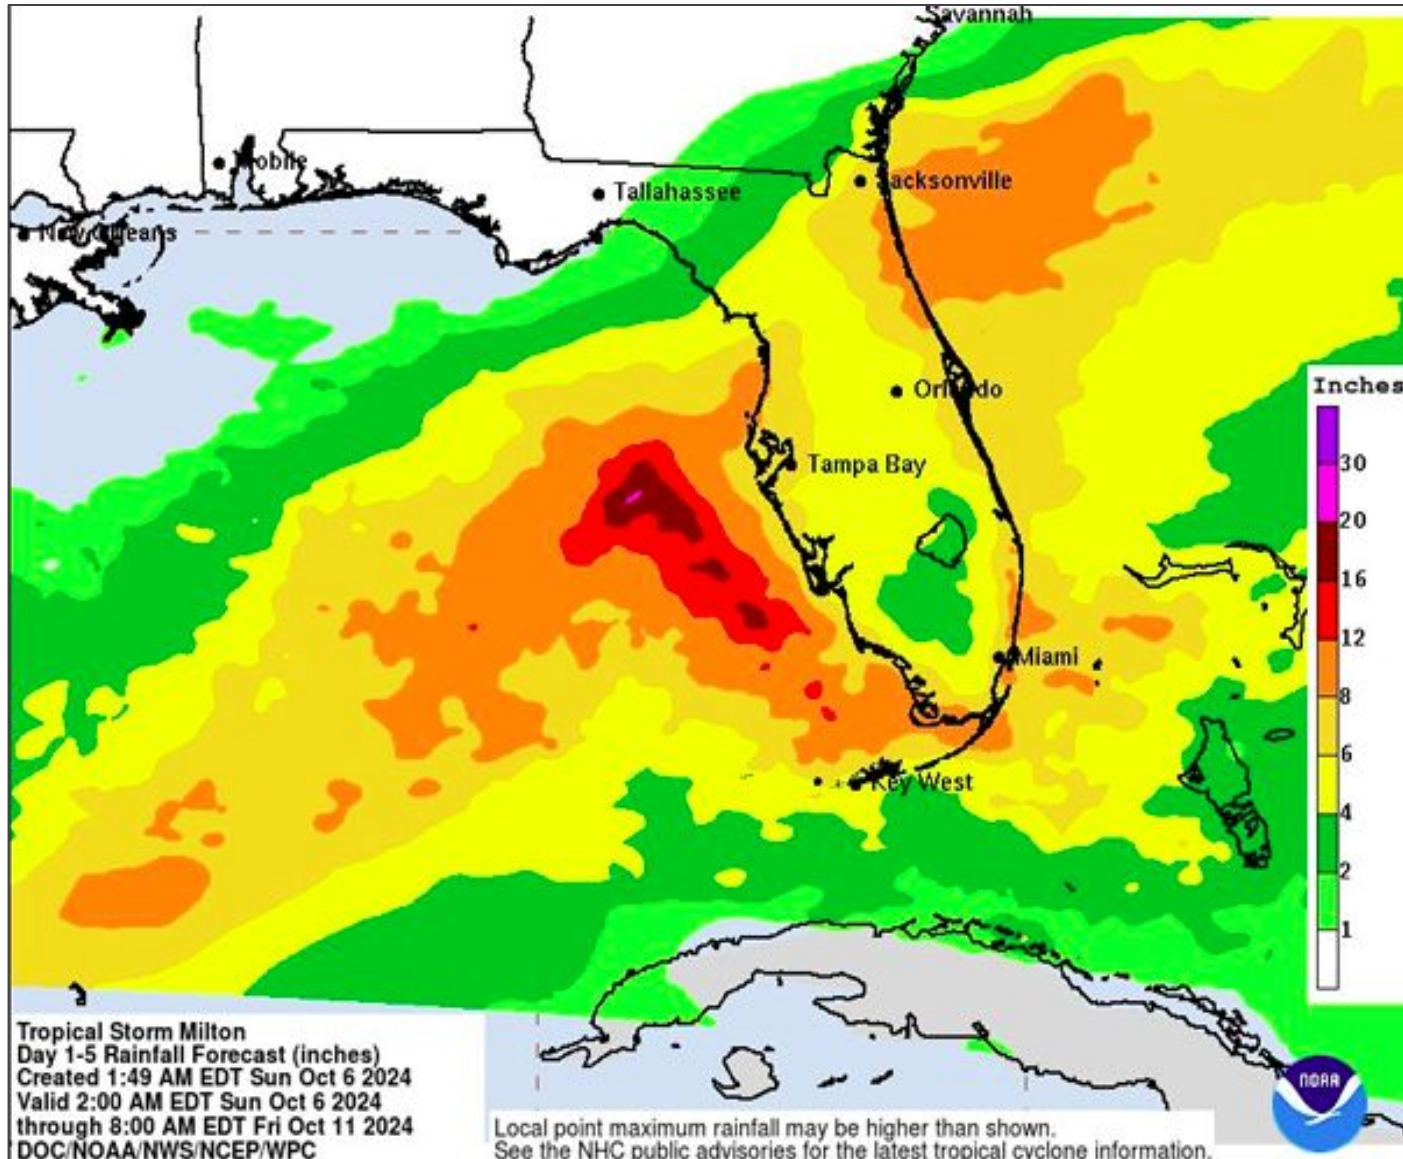 Savannah
Mobile
Tallahassee
Jacksonville
New Orleans
Orlando
Tampa Bay
Miami
Key West
Inches
30
20
16
12
8
6
4
2
1
Tropical Storm Milton
Day 1-5 Rainfall Forecast (inches)
Created 1:49 AM EDT Sun Oct 6 2024
Valid 2:00 AM EDT Sun Oct 6 2024
through 8:00 AM EDT Fri Oct 11 2024
DOC/NOAA/NWS/NCEP/WPC
Local point maximum rainfall may be higher than shown.
See the NHC public advisories for the latest tropical cyclone information.
NOAA